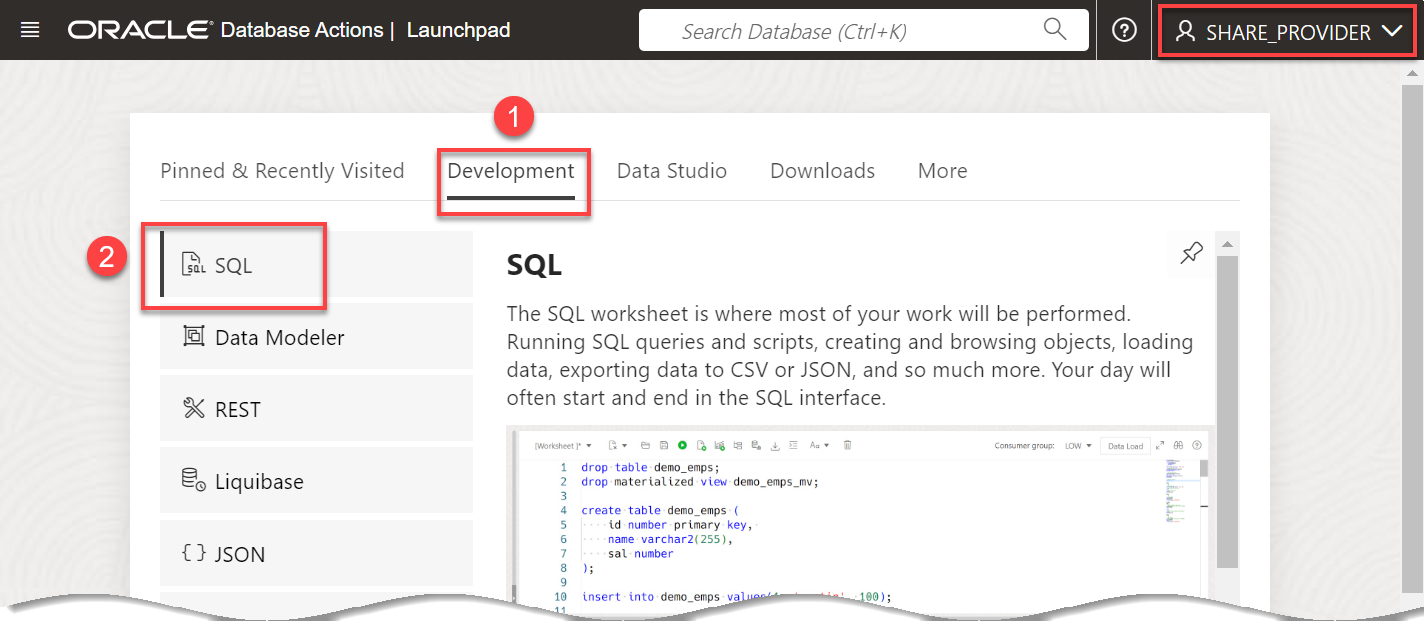 ORACLE® Database Actions | Launchpad
Search Database (Ctrl+K)
SHARE_PROVIDER
1
Pinned & Recently Visited
Development
Data Studio
Downloads
More
2
SQL
Data Modeler
REST
Liquibase
{ } JSON
SQL
The SQL worksheet is where most of your work will be performed.
Running SQL queries and scripts, creating and browsing objects, loading
data, exporting data to CSV or JSON, and so much more. Your day will
often start and end in the SQL interface.
[Worksheet]* Aa Consumer group: LOW Data Load
1 drop table demo_emps;
2 drop materialized view demo_emps_mv;
3
4 create table demo_emps (
5 id number primary key,
6 name varchar2(255),
7 sal number
8 );
9
10 insert into demo_emps 100);
11